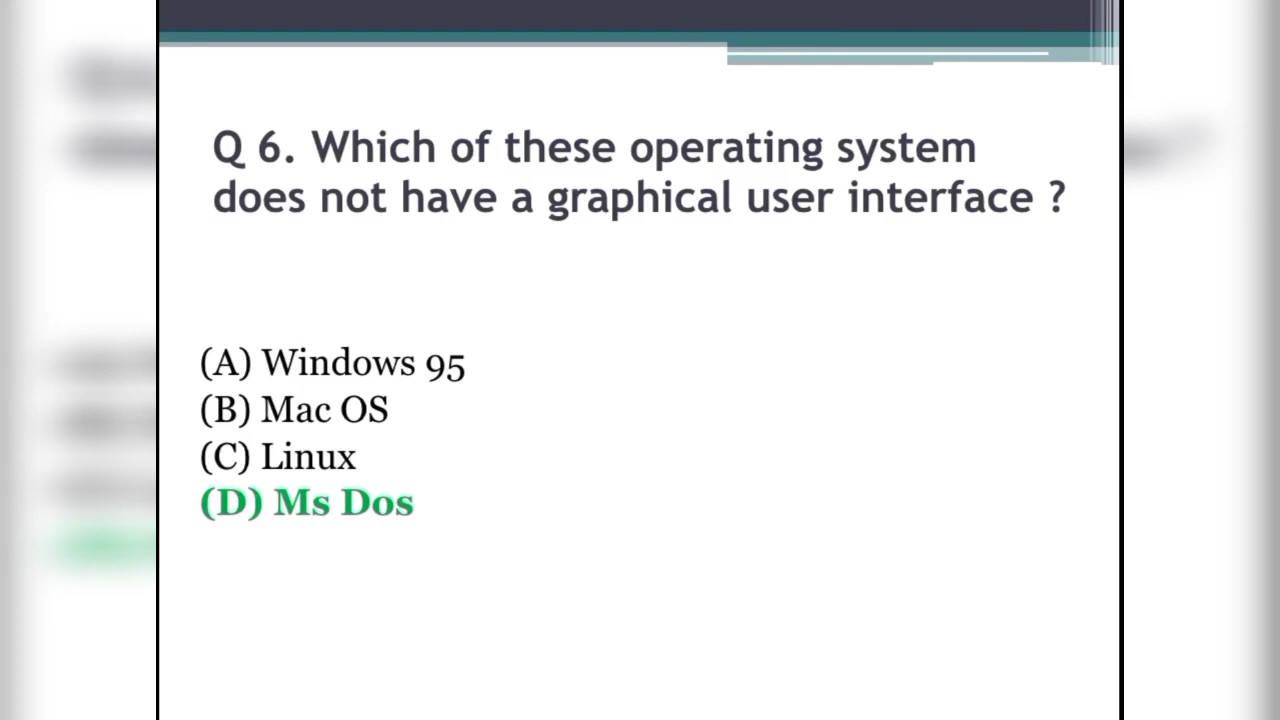 Q 6. Which of these operating system
does not have a graphical user interface ?
(A) Windows 95
(B) Mac OS
(C) Linux
(D) Ms Dos